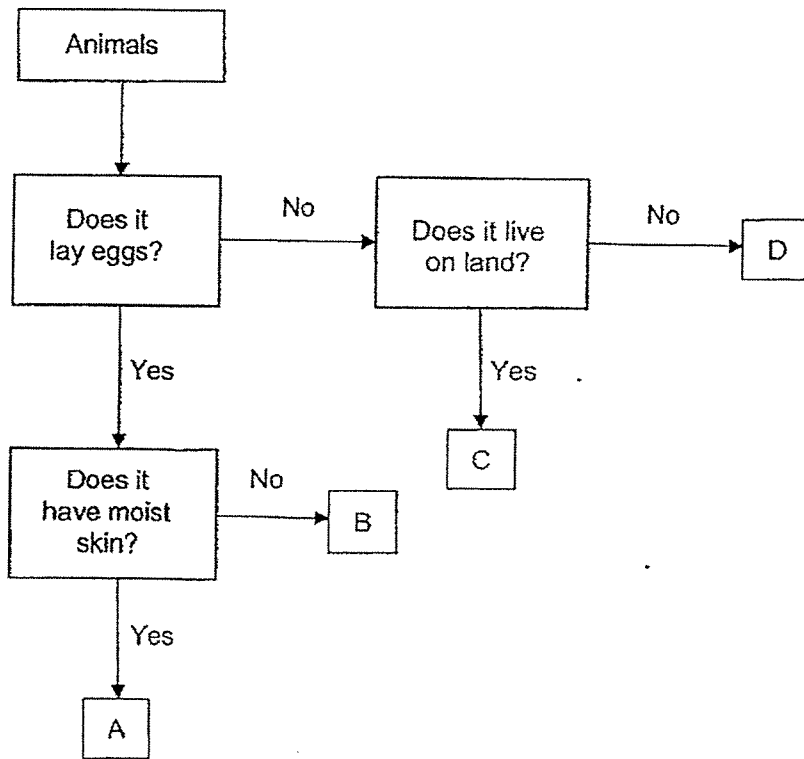 Animals
Does it
lay eggs?
No
Does it live
on land?
No
D
Yes
Yes
C
Does it
have moist
skin?
No
B
Yes
A